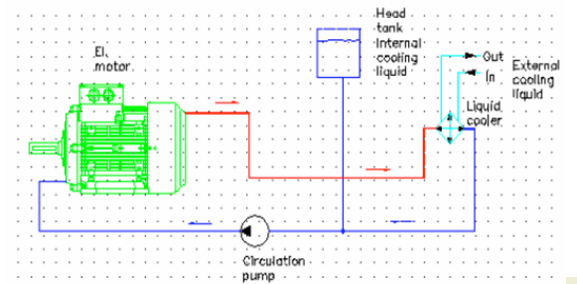 Head
tank
Internal
cooling
liquid
El.
motor
Out
In
External
cooling
liquid
Liquid
cooler
Circulation
pump